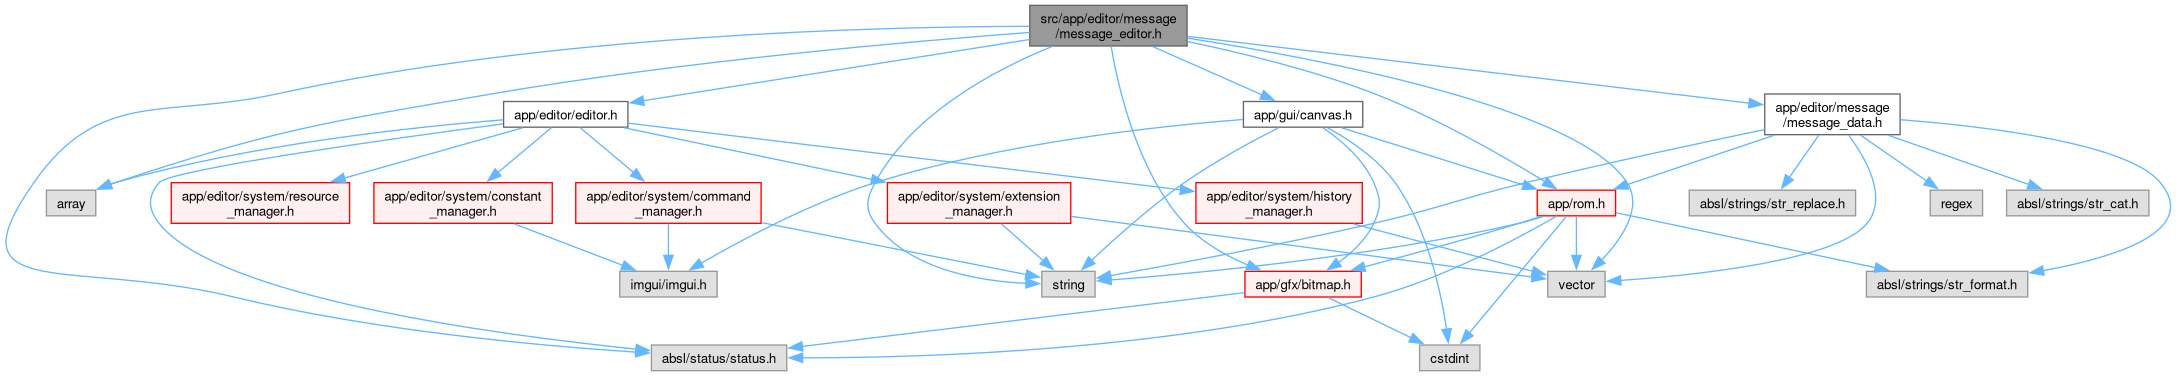 src/app/editor/message
/message_editor.h
app/editor/editor.h
app/gui/canvas.h
app/editor/message
/message_data.h
array
app/editor/system/resource
_manager.h
app/editor/system/constant
_manager.h
app/editor/system/command
_manager.h
app/editor/system/extension
_manager.h
app/editor/system/history
_manager.h
app/rom.h
absl/strings/str_replace.h
regex
absl/strings/str_cat.h
imgui/imgui.h
string
app/gfx/bitmap.h
vector
absl/strings/str_format.h
absl/status/status.h
cstdint